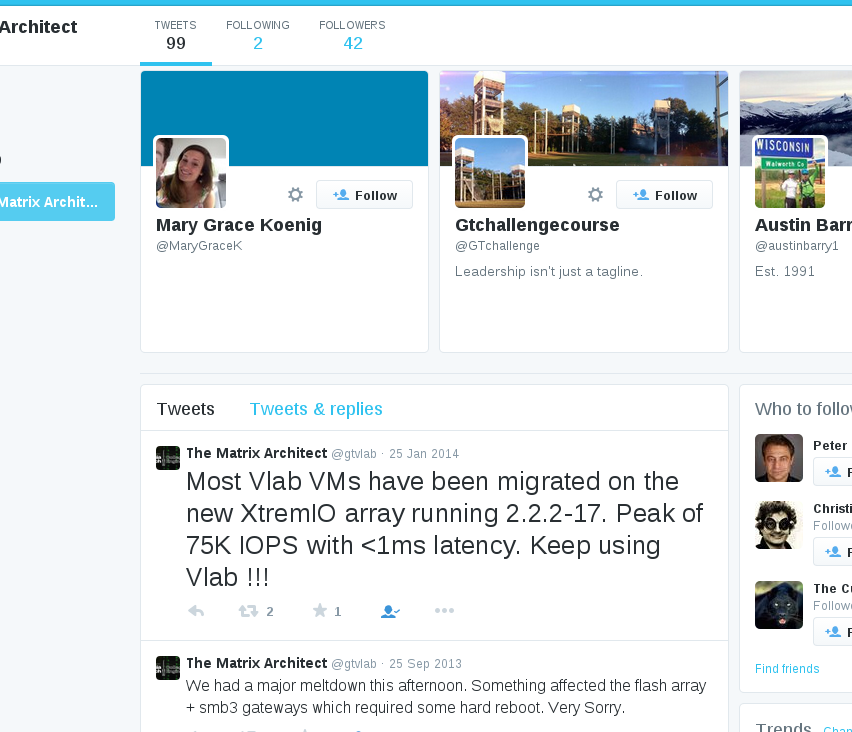 Architect
TWEETS
99
FOLLOWING
2
FOLLOWERS
42
Matrix Archit...
Follow
Mary Grace Koenig
@MaryGraceK
Follow
Gtchallengecourse
@GTchallenge
Leadership isn't just a tagline.
WISCONSIN
Walworth Co
Austin Barr
@austinbarry1
Est. 1991
Tweets Tweets & replies
The Matrix Architect @gtvlab · 25 Jan 2014
Most Vlab VMs have been migrated on the
new XtremIO array running 2.2.2-17. Peak of
75K IOPS with <1ms latency. Keep using
Vlab !!!
2 1
The Matrix Architect @gtvlab · 25 Sep 2013
We had a major meltdown this afternoon. Something affected the flash array
+ smb3 gateways which required some hard reboot. Very Sorry.
Who to follow
Peter
F
Christi
Followe
F
The Cu
Followe
F
Find friends
Trends
Chan